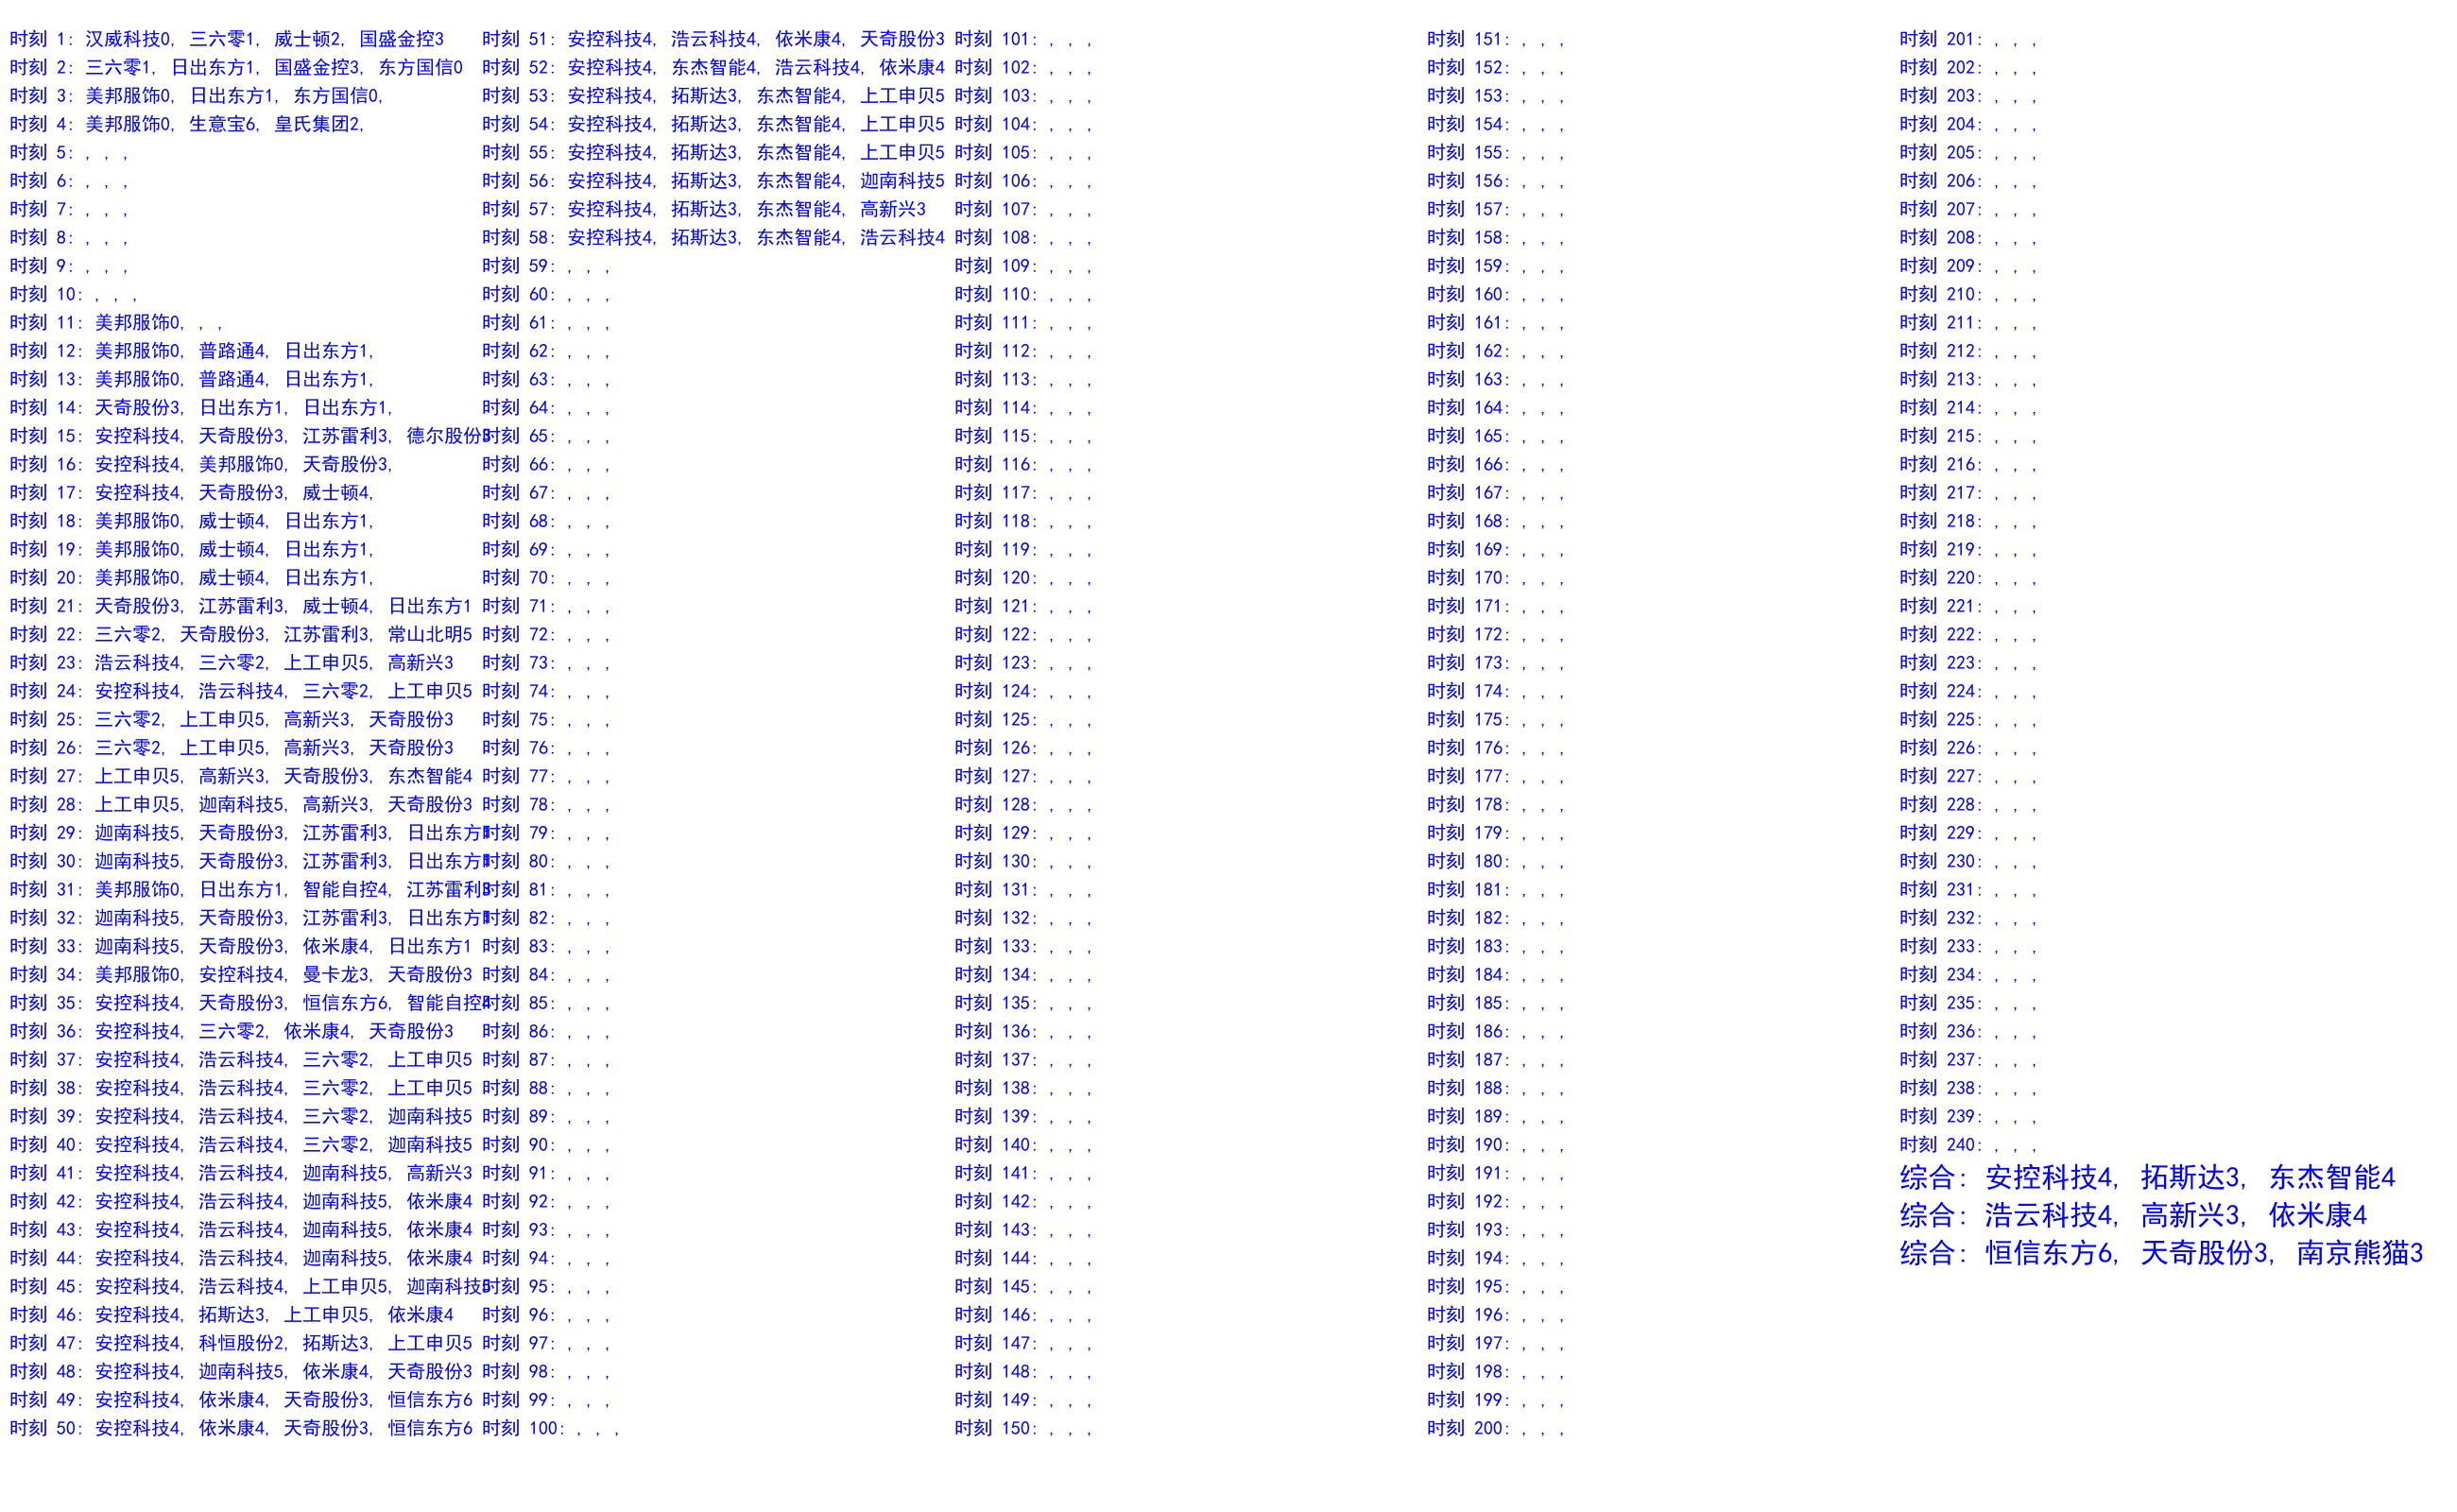 时刻 1: 汉威科技0, 三六零1, 威士顿2, 国盛金控3
时刻 2: 三六零1, 日出东方1, 国盛金控3, 东方国信0
时刻 3: 美邦服饰0, 日出东方1, 东方国信0,
时刻 4: 美邦服饰0, 生意宝6, 皇氏集团2,
时刻 5: , , ,
时刻 6: , , ,
时刻 7: , , ,
时刻 8: , , ,
时刻 9: , , ,
时刻 10: , , ,
时刻 11: 美邦服饰0, , ,
时刻 12: 美邦服饰0, 普路通4, 日出东方1,
时刻 13: 美邦服饰0, 普路通4, 日出东方1,
时刻 14: 天奇股份3, 日出东方1, 日出东方1,
时刻 15: 安控科技4, 天奇股份3, 江苏雷利3, 德尔股份3
时刻 16: 安控科技4, 美邦服饰0, 天奇股份3,
时刻 17: 安控科技4, 天奇股份3, 威士顿4,
时刻 18: 美邦服饰0, 威士顿4, 日出东方1,
时刻 19: 美邦服饰0, 威士顿4, 日出东方1,
时刻 20: 美邦服饰0, 威士顿4, 日出东方1,
时刻 21: 天奇股份3, 江苏雷利3, 威士顿4, 日出东方1
时刻 22: 三六零2, 天奇股份3, 江苏雷利3, 常山北明5
时刻 23: 浩云科技4, 三六零2, 上工申贝5, 高新兴3
时刻 24: 安控科技4, 浩云科技4, 三六零2, 上工申贝5
时刻 25: 三六零2, 上工申贝5, 高新兴3, 天奇股份3
时刻 26: 三六零2, 上工申贝5, 高新兴3, 天奇股份3
时刻 27: 上工申贝5, 高新兴3, 天奇股份3, 东杰智能4
时刻 28: 上工申贝5, 迦南科技5, 高新兴3, 天奇股份3
时刻 29: 迦南科技5, 天奇股份3, 江苏雷利3, 日出东方1
时刻 30: 迦南科技5, 天奇股份3, 江苏雷利3, 日出东方1
时刻 31: 美邦服饰0, 日出东方1, 智能自控4, 江苏雷利3
时刻 32: 迦南科技5, 天奇股份3, 江苏雷利3, 日出东方1
时刻 33: 迦南科技5, 天奇股份3, 依米康4, 日出东方1
时刻 34: 美邦服饰0, 安控科技4, 曼卡龙3, 天奇股份3
时刻 35: 安控科技4, 天奇股份3, 恒信东方6, 智能自控4
时刻 36: 安控科技4, 三六零2, 依米康4, 天奇股份3
时刻 37: 安控科技4, 浩云科技4, 三六零2, 上工申贝5
时刻 38: 安控科技4, 浩云科技4, 三六零2, 上工申贝5
时刻 39: 安控科技4, 浩云科技4, 三六零2, 迦南科技5
时刻 40: 安控科技4, 浩云科技4, 三六零2, 迦南科技5
时刻 41: 安控科技4, 浩云科技4, 迦南科技5, 高新兴3
时刻 42: 安控科技4, 浩云科技4, 迦南科技5, 依米康4
时刻 43: 安控科技4, 浩云科技4, 迦南科技5, 依米康4
时刻 44: 安控科技4, 浩云科技4, 迦南科技5, 依米康4
时刻 45: 安控科技4, 浩云科技4, 上工申贝5, 迦南科技5
时刻 46: 安控科技4, 拓斯达3, 上工申贝5, 依米康4
时刻 47: 安控科技4, 科恒股份2, 拓斯达3, 上工申贝5
时刻 48: 安控科技4, 迦南科技5, 依米康4, 天奇股份3
时刻 49: 安控科技4, 依米康4, 天奇股份3, 恒信东方6
时刻 50: 安控科技4, 依米康4, 天奇股份3, 恒信东方6
时刻 51: 安控科技4, 浩云科技4, 依米康4, 天奇股份3
时刻 52: 安控科技4, 东杰智能4, 浩云科技4, 依米康4
时刻 53: 安控科技4, 拓斯达3, 东杰智能4, 上工申贝5
时刻 54: 安控科技4, 拓斯达3, 东杰智能4, 上工申贝5
时刻 55: 安控科技4, 拓斯达3, 东杰智能4, 上工申贝5
时刻 56: 安控科技4, 拓斯达3, 东杰智能4, 迦南科技5
时刻 57: 安控科技4, 拓斯达3, 东杰智能4, 高新兴3
时刻 58: 安控科技4, 拓斯达3, 东杰智能4, 浩云科技4
时刻 59: , , ,
时刻 60: , , ,
时刻 61: , , ,
时刻 62: , , ,
时刻 63: , , ,
时刻 64: , , ,
时刻 65: , , ,
时刻 66: , , ,
时刻 67: , , ,
时刻 68: , , ,
时刻 69: , , ,
时刻 70: , , ,
时刻 71: , , ,
时刻 72: , , ,
时刻 73: , , ,
时刻 74: , , ,
时刻 75: , , ,
时刻 76: , , ,
时刻 77: , , ,
时刻 78: , , ,
时刻 79: , , ,
时刻 80: , , ,
时刻 81: , , ,
时刻 82: , , ,
时刻 83: , , ,
时刻 84: , , ,
时刻 85: , , ,
时刻 86: , , ,
时刻 87: , , ,
时刻 88: , , ,
时刻 89: , , ,
时刻 90: , , ,
时刻 91: , , ,
时刻 92: , , ,
时刻 93: , , ,
时刻 94: , , ,
时刻 95: , , ,
时刻 96: , , ,
时刻 97: , , ,
时刻 98: , , ,
时刻 99: , , ,
时刻 100: , , ,
时刻 101: , , ,
时刻 102: , , ,
时刻 103: , , ,
时刻 104: , , ,
时刻 105: , , ,
时刻 106: , , ,
时刻 107: , , ,
时刻 108: , , ,
时刻 109: , , ,
时刻 110: , , ,
时刻 111: , , ,
时刻 112: , , ,
时刻 113: , , ,
时刻 114: , , ,
时刻 115: , , ,
时刻 116: , , ,
时刻 117: , , ,
时刻 118: , , ,
时刻 119: , , ,
时刻 120: , , ,
时刻 121: , , ,
时刻 122: , , ,
时刻 123: , , ,
时刻 124: , , ,
时刻 125: , , ,
时刻 126: , , ,
时刻 127: , , ,
时刻 128: , , ,
时刻 129: , , ,
时刻 130: , , ,
时刻 131: , , ,
时刻 132: , , ,
时刻 133: , , ,
时刻 134: , , ,
时刻 135: , , ,
时刻 136: , , ,
时刻 137: , , ,
时刻 138: , , ,
时刻 139: , , ,
时刻 140: , , ,
时刻 141: , , ,
时刻 142: , , ,
时刻 143: , , ,
时刻 144: , , ,
时刻 145: , , ,
时刻 146: , , ,
时刻 147: , , ,
时刻 148: , , ,
时刻 149: , , ,
时刻 150: , , ,
时刻 151: , , ,
时刻 152: , , ,
时刻 153: , , ,
时刻 154: , , ,
时刻 155: , , ,
时刻 156: , , ,
时刻 157: , , ,
时刻 158: , , ,
时刻 159: , , ,
时刻 160: , , ,
时刻 161: , , ,
时刻 162: , , ,
时刻 163: , , ,
时刻 164: , , ,
时刻 165: , , ,
时刻 166: , , ,
时刻 167: , , ,
时刻 168: , , ,
时刻 169: , , ,
时刻 170: , , ,
时刻 171: , , ,
时刻 172: , , ,
时刻 173: , , ,
时刻 174: , , ,
时刻 175: , , ,
时刻 176: , , ,
时刻 177: , , ,
时刻 178: , , ,
时刻 179: , , ,
时刻 180: , , ,
时刻 181: , , ,
时刻 182: , , ,
时刻 183: , , ,
时刻 184: , , ,
时刻 185: , , ,
时刻 186: , , ,
时刻 187: , , ,
时刻 188: , , ,
时刻 189: , , ,
时刻 190: , , ,
时刻 191: , , ,
时刻 192: , , ,
时刻 193: , , ,
时刻 194: , , ,
时刻 195: , , ,
时刻 196: , , ,
时刻 197: , , ,
时刻 198: , , ,
时刻 199: , , ,
时刻 200: , , ,
时刻 201: , , ,
时刻 202: , , ,
时刻 203: , , ,
时刻 204: , , ,
时刻 205: , , ,
时刻 206: , , ,
时刻 207: , , ,
时刻 208: , , ,
时刻 209: , , ,
时刻 210: , , ,
时刻 211: , , ,
时刻 212: , , ,
时刻 213: , , ,
时刻 214: , , ,
时刻 215: , , ,
时刻 216: , , ,
时刻 217: , , ,
时刻 218: , , ,
时刻 219: , , ,
时刻 220: , , ,
时刻 221: , , ,
时刻 222: , , ,
时刻 223: , , ,
时刻 224: , , ,
时刻 225: , , ,
时刻 226: , , ,
时刻 227: , , ,
时刻 228: , , ,
时刻 229: , , ,
时刻 230: , , ,
时刻 231: , , ,
时刻 232: , , ,
时刻 233: , , ,
时刻 234: , , ,
时刻 235: , , ,
时刻 236: , , ,
时刻 237: , , ,
时刻 238: , , ,
时刻 239: , , ,
时刻 240: , , ,
综合: 安控科技4, 拓斯达3, 东杰智能4
综合: 浩云科技4, 高新兴3, 依米康4
综合: 恒信东方6, 天奇股份3, 南京熊猫3